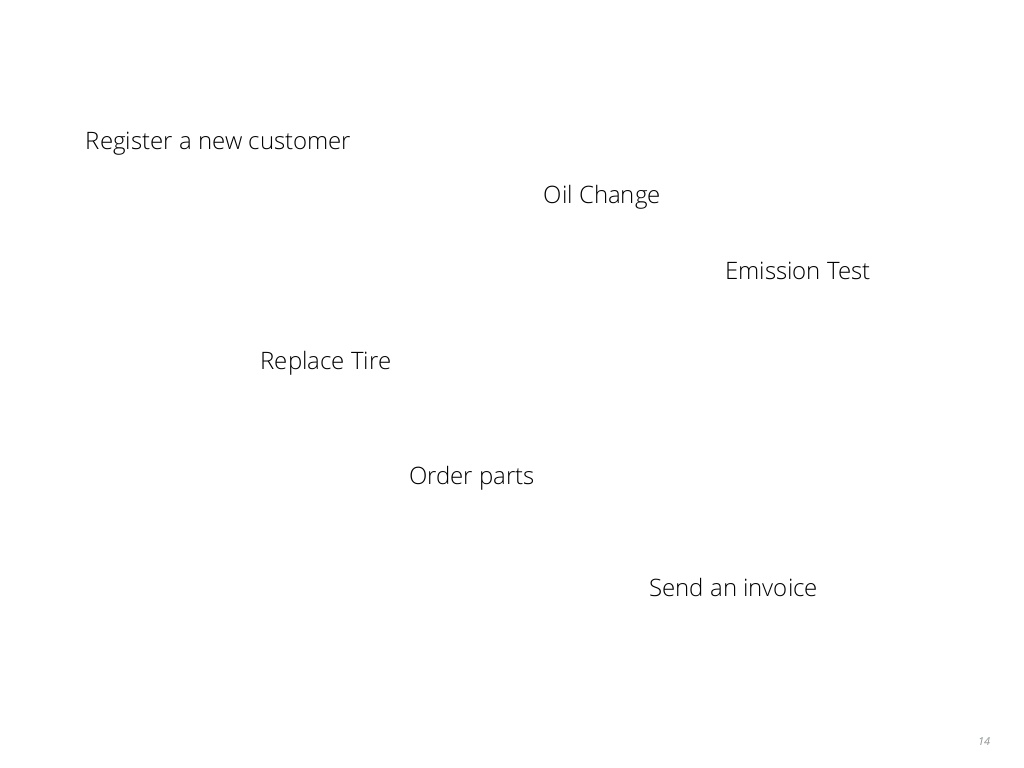 Register a new customer
Oil Change
Emission Test
Replace Tire
Order parts
Send an invoice
14